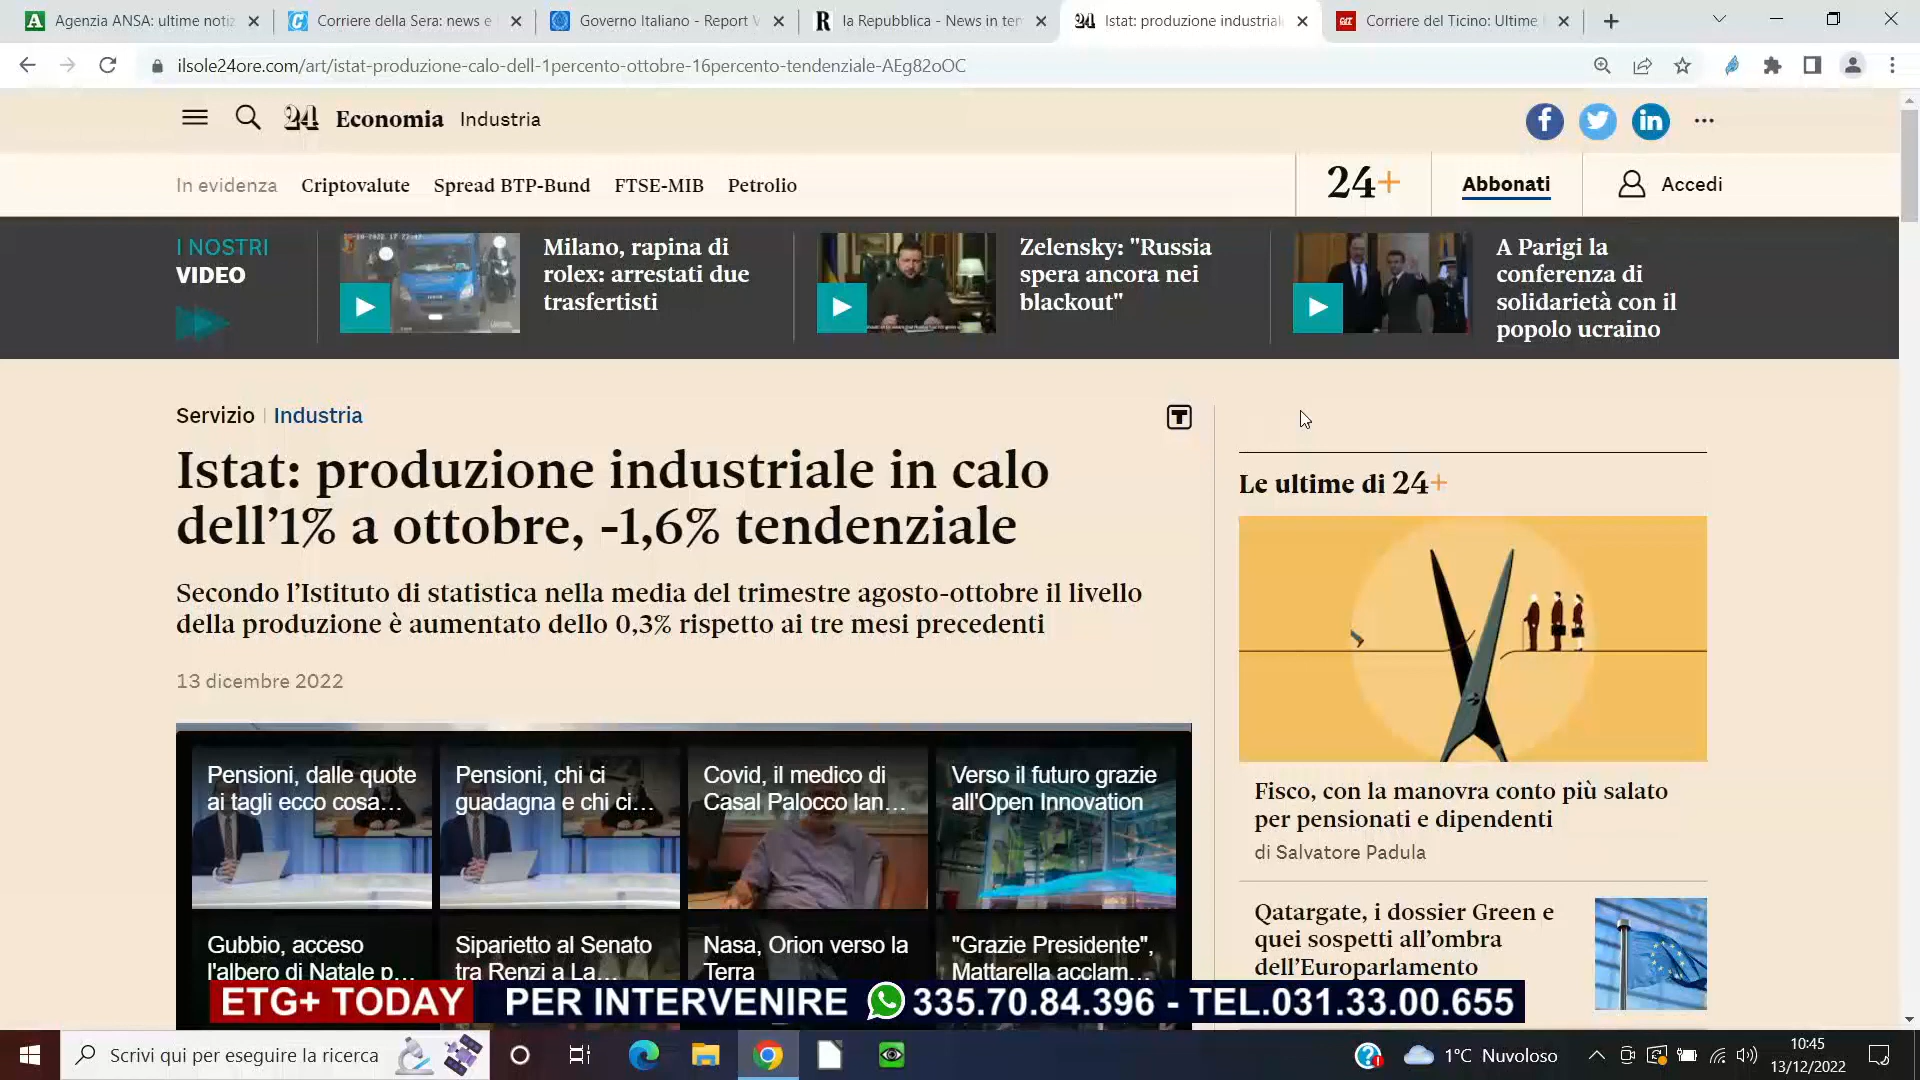 Agenzia ANSA: ultime notiz
Corriere della Sera: news e
Governo Italiano - Report V
la Repubblica - News in tem
Istat: produzione industrial
Corriere del Ticino: Ultime
ilsole24ore.com/art/istat-produzione-calo-dell-1percento-ottobre-16percento-tendenziale-AEg82oOC
24 Economia Industria
In evidenza Criptovalute Spread BTP-Bund FTSE-MIB Petrolio
24+ Abbonati Accedi
I NOSTRI
VIDEO
Milano, rapina di
rolex: arrestati due
trasfertisti
Zelensky: "Russia
spera ancora nei
blackout"
A Parigi la
conferenza di
solidarietà con il
popolo ucraino
Servizio | Industria
Istat: produzione industriale in calo
dell’1% a ottobre, -1,6% tendenziale
Secondo l’Istituto di statistica nella media del trimestre agosto-ottobre il livello
della produzione è aumentato dello 0,3% rispetto ai tre mesi precedenti
13 dicembre 2022
Pensioni, dalle quote
ai tagli ecco cosa...
Pensioni, chi ci
guadagna e chi ci...
Covid, il medico di
Casal Palocco lan...
Verso il futuro grazie
all'Open Innovation
Gubbio, acceso
l'albero di Natale p...
Siparietto al Senato
tra Renzi a La...
Nasa, Orion verso la
Terra
"Grazie Presidente",
Mattarella acclam...
Le ultime di 24+
Fisco, con la manovra conto più salato
per pensionati e dipendenti
di Salvatore Padula
Qatargate, i dossier Green e
quei sospetti all’ombra
dell’Europarlamento
ETG+ TODAY PER INTERVENIRE 335.70.84.396 - TEL.031.33.00.655
Scrivi qui per eseguire la ricerca
1°C Nuvoloso
10:45
13/12/2022